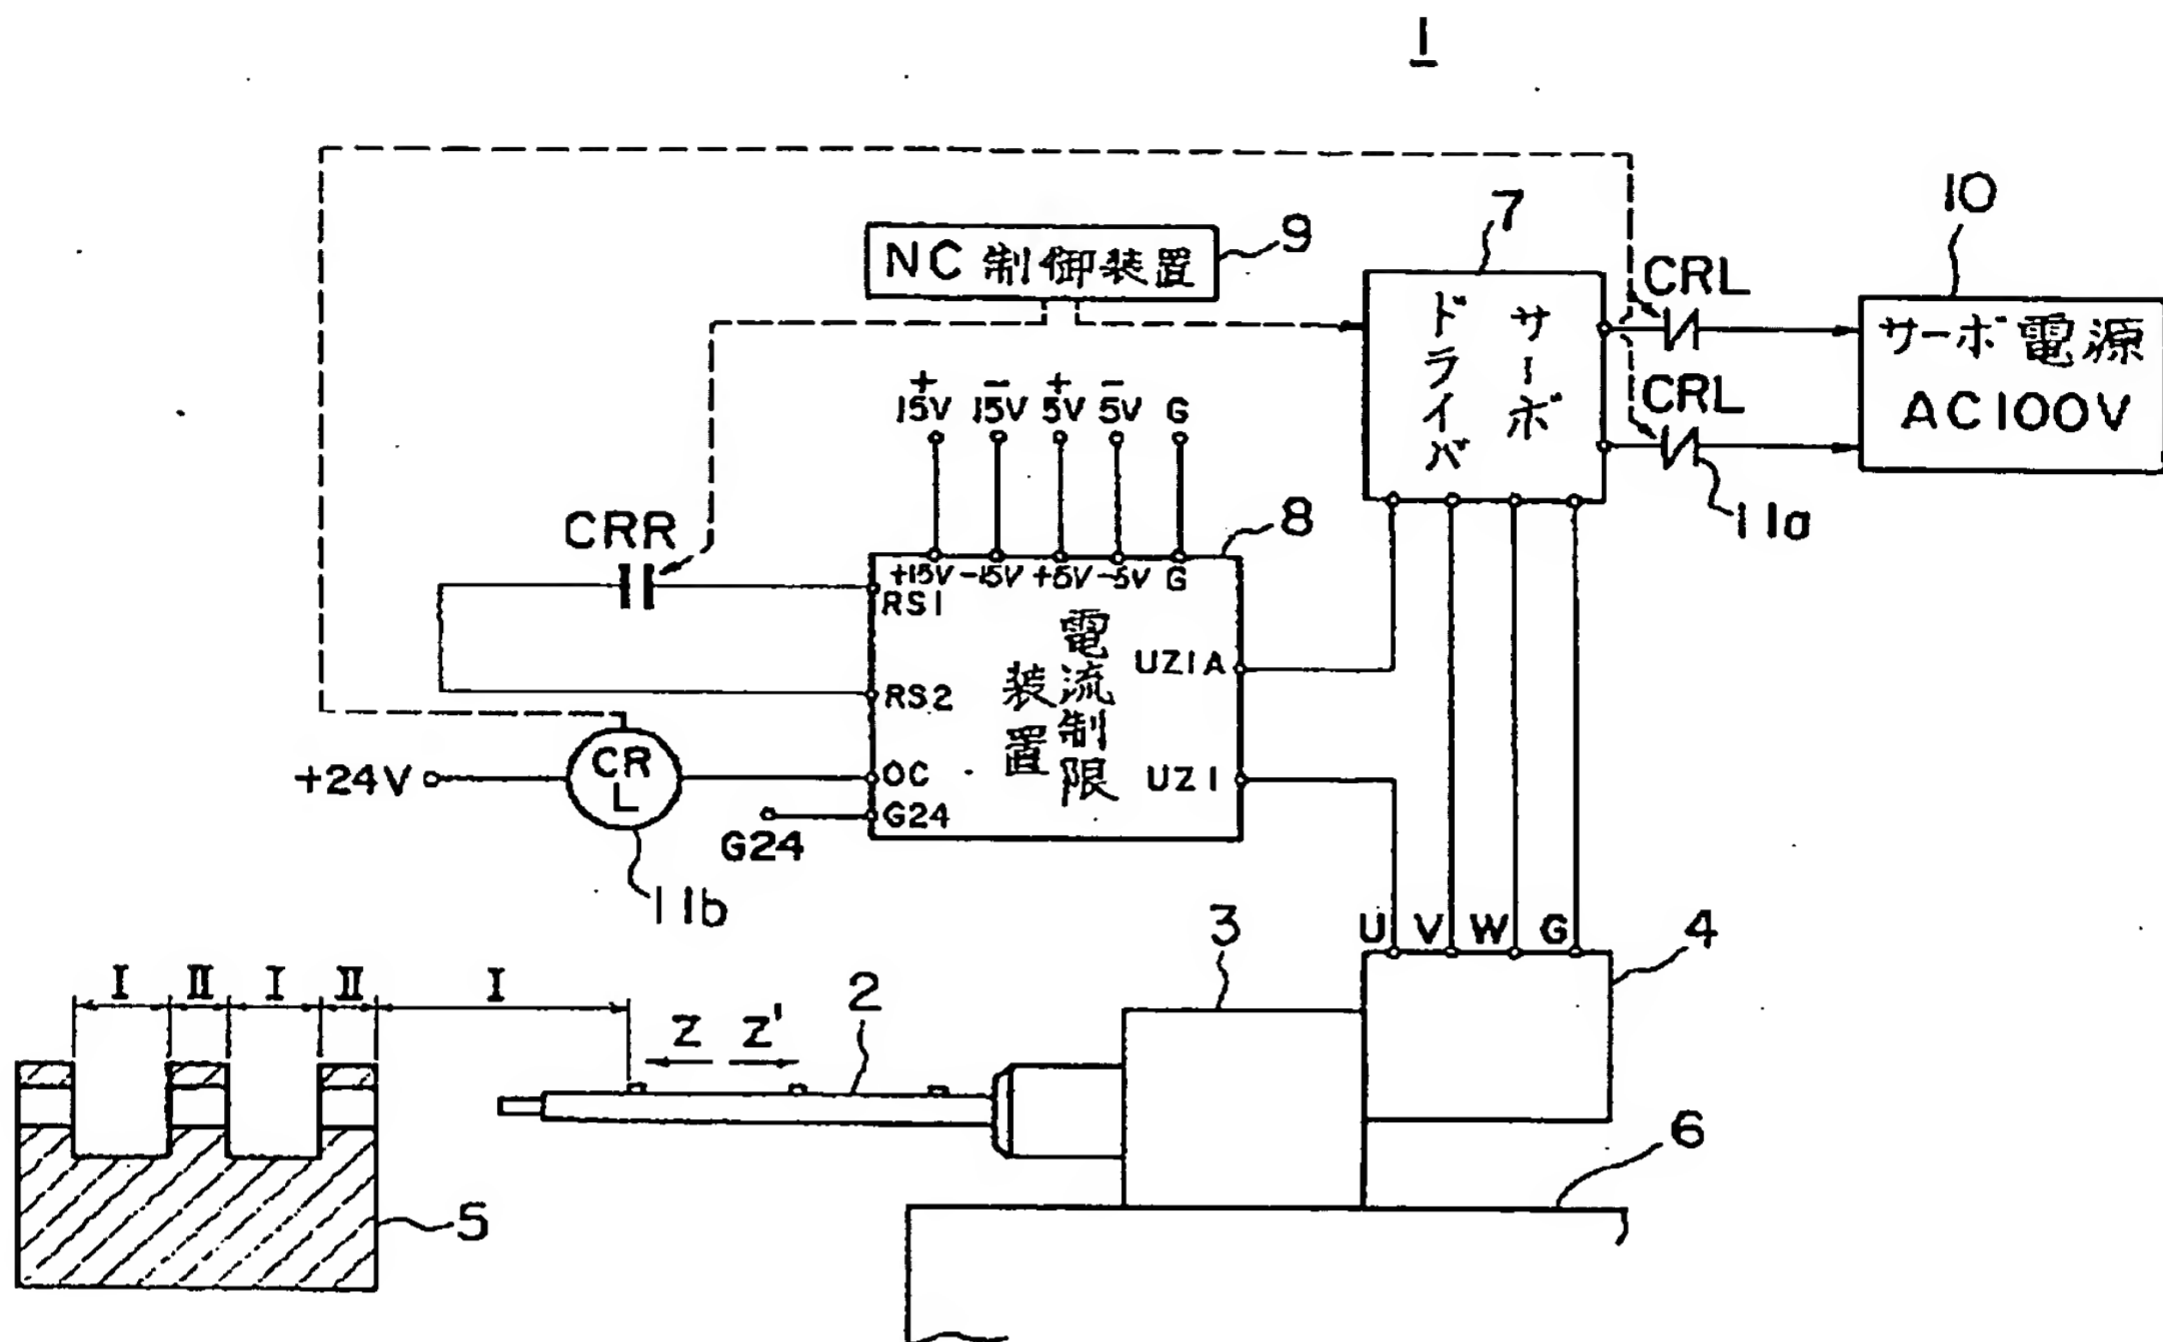 1
NC 制御装置
9
7
10
サーボ
ドライバ
CRL
CRL
11a
サーボ電源
AC100V
+
15V
−
15V
+
5V
−
5V
G
CRR
8
+15V −15V +5V −5V G
RS1
RS2
OC
G24
電流制限
装置
UZ1A
UZ1
+24V
CR
L
G24
11b
U V W G
4
3
I II I II I
Z Z'
2
5
6